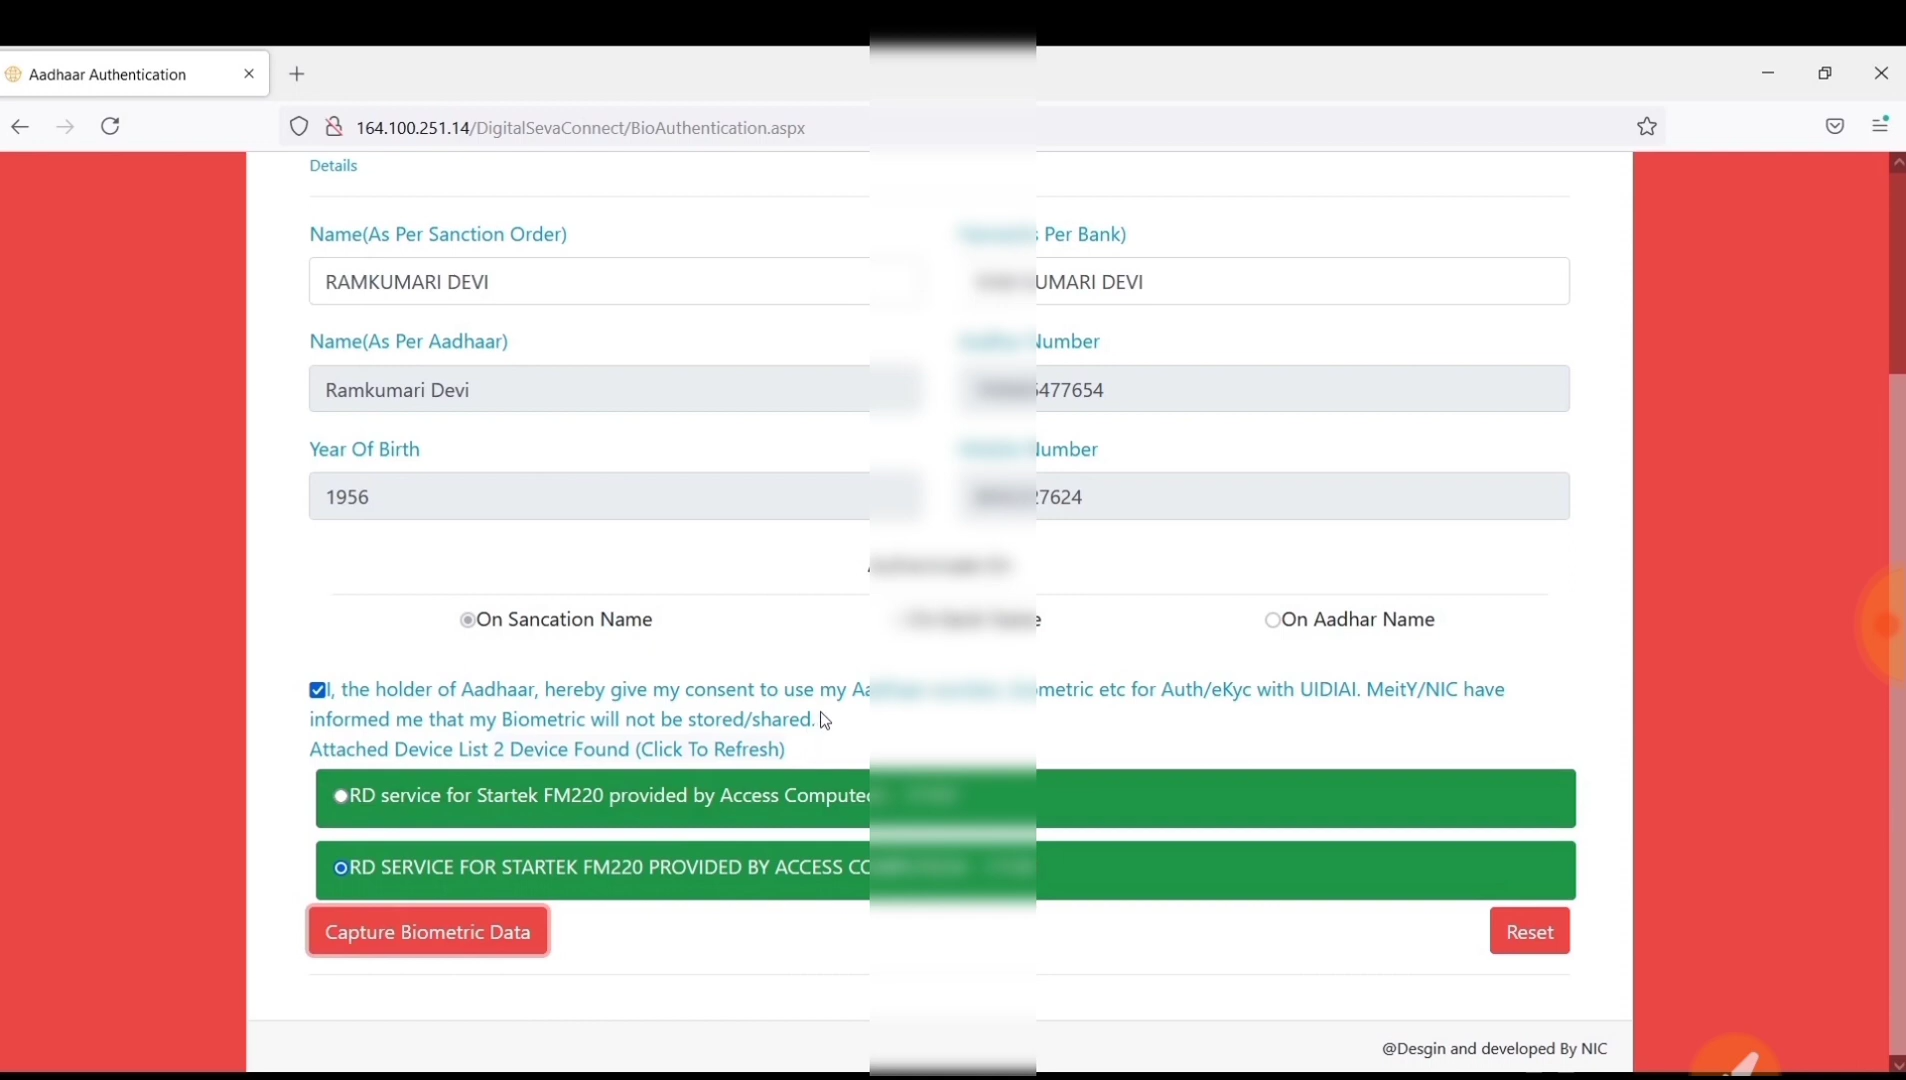 Aadhaar Authentication
164.100.251.14/DigitalSevaConnect/BioAuthentication.aspx
Details
Name(As Per Sanction Order)
Per Bank)
RAMKUMARI DEVI
UMARI DEVI
Name(As Per Aadhaar)
Number
Ramkumari Devi
477654
Year Of Birth
Number
1956
27624
On Sancation Name
On Aadhar Name
I, the holder of Aadhaar, hereby give my consent to use my etc for Auth/eKyc with UIDIAI. MeitY/NIC have
informed me that my Biometric will not be stored/shared.
Attached Device List 2 Device Found (Click To Refresh)
RD service for Startek FM220 provided by Access
RD SERVICE FOR STARTEK FM220 PROVIDED BY ACCESS
Capture Biometric Data
Reset
@Desgin and developed By NIC